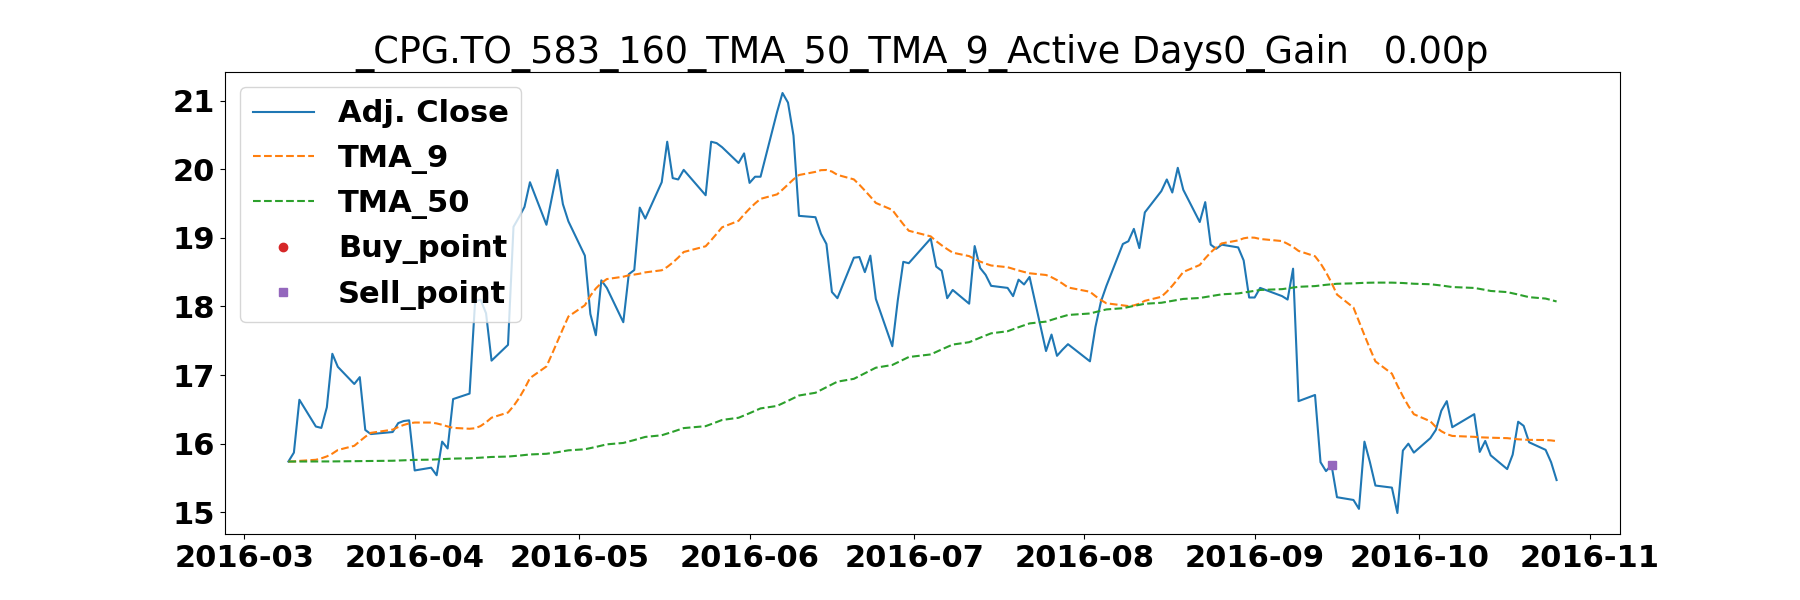 _CPG.TO_583_160_TMA_50_TMA_9_Active Days0_Gain   0.00p
21
20
19
18
17
16
15
Adj. Close
TMA_9
TMA_50
Buy_point
Sell_point
2016-03 2016-04 2016-05 2016-06 2016-07 2016-08 2016-09 2016-10 2016-11